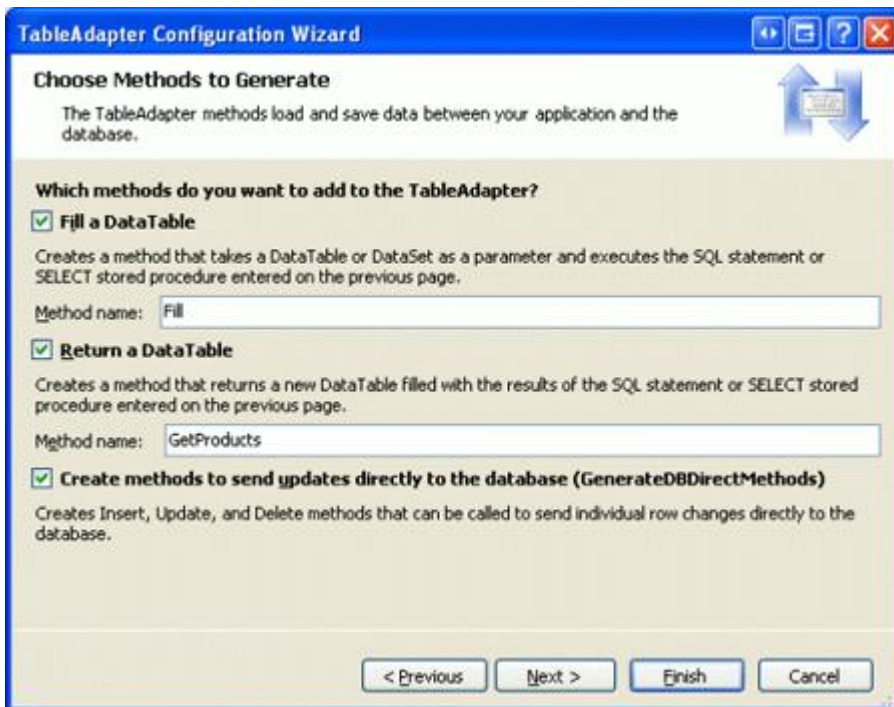 TableAdapter Configuration Wizard
Choose Methods to Generate
The TableAdapter methods load and save data between your application and the
database.
Which methods do you want to add to the TableAdapter?
Fill a DataTable
Creates a method that takes a DataTable or DataSet as a parameter and executes the SQL statement or
SELECT stored procedure entered on the previous page.
Method name: Fill
Return a DataTable
Creates a method that returns a new DataTable filled with the results of the SQL statement or SELECT stored
procedure entered on the previous page.
Method name: GetProducts
Create methods to send updates directly to the database (GenerateDBDirectMethods)
Creates Insert, Update, and Delete methods that can be called to send individual row changes directly to the
database.
< Previous Next > Finish Cancel